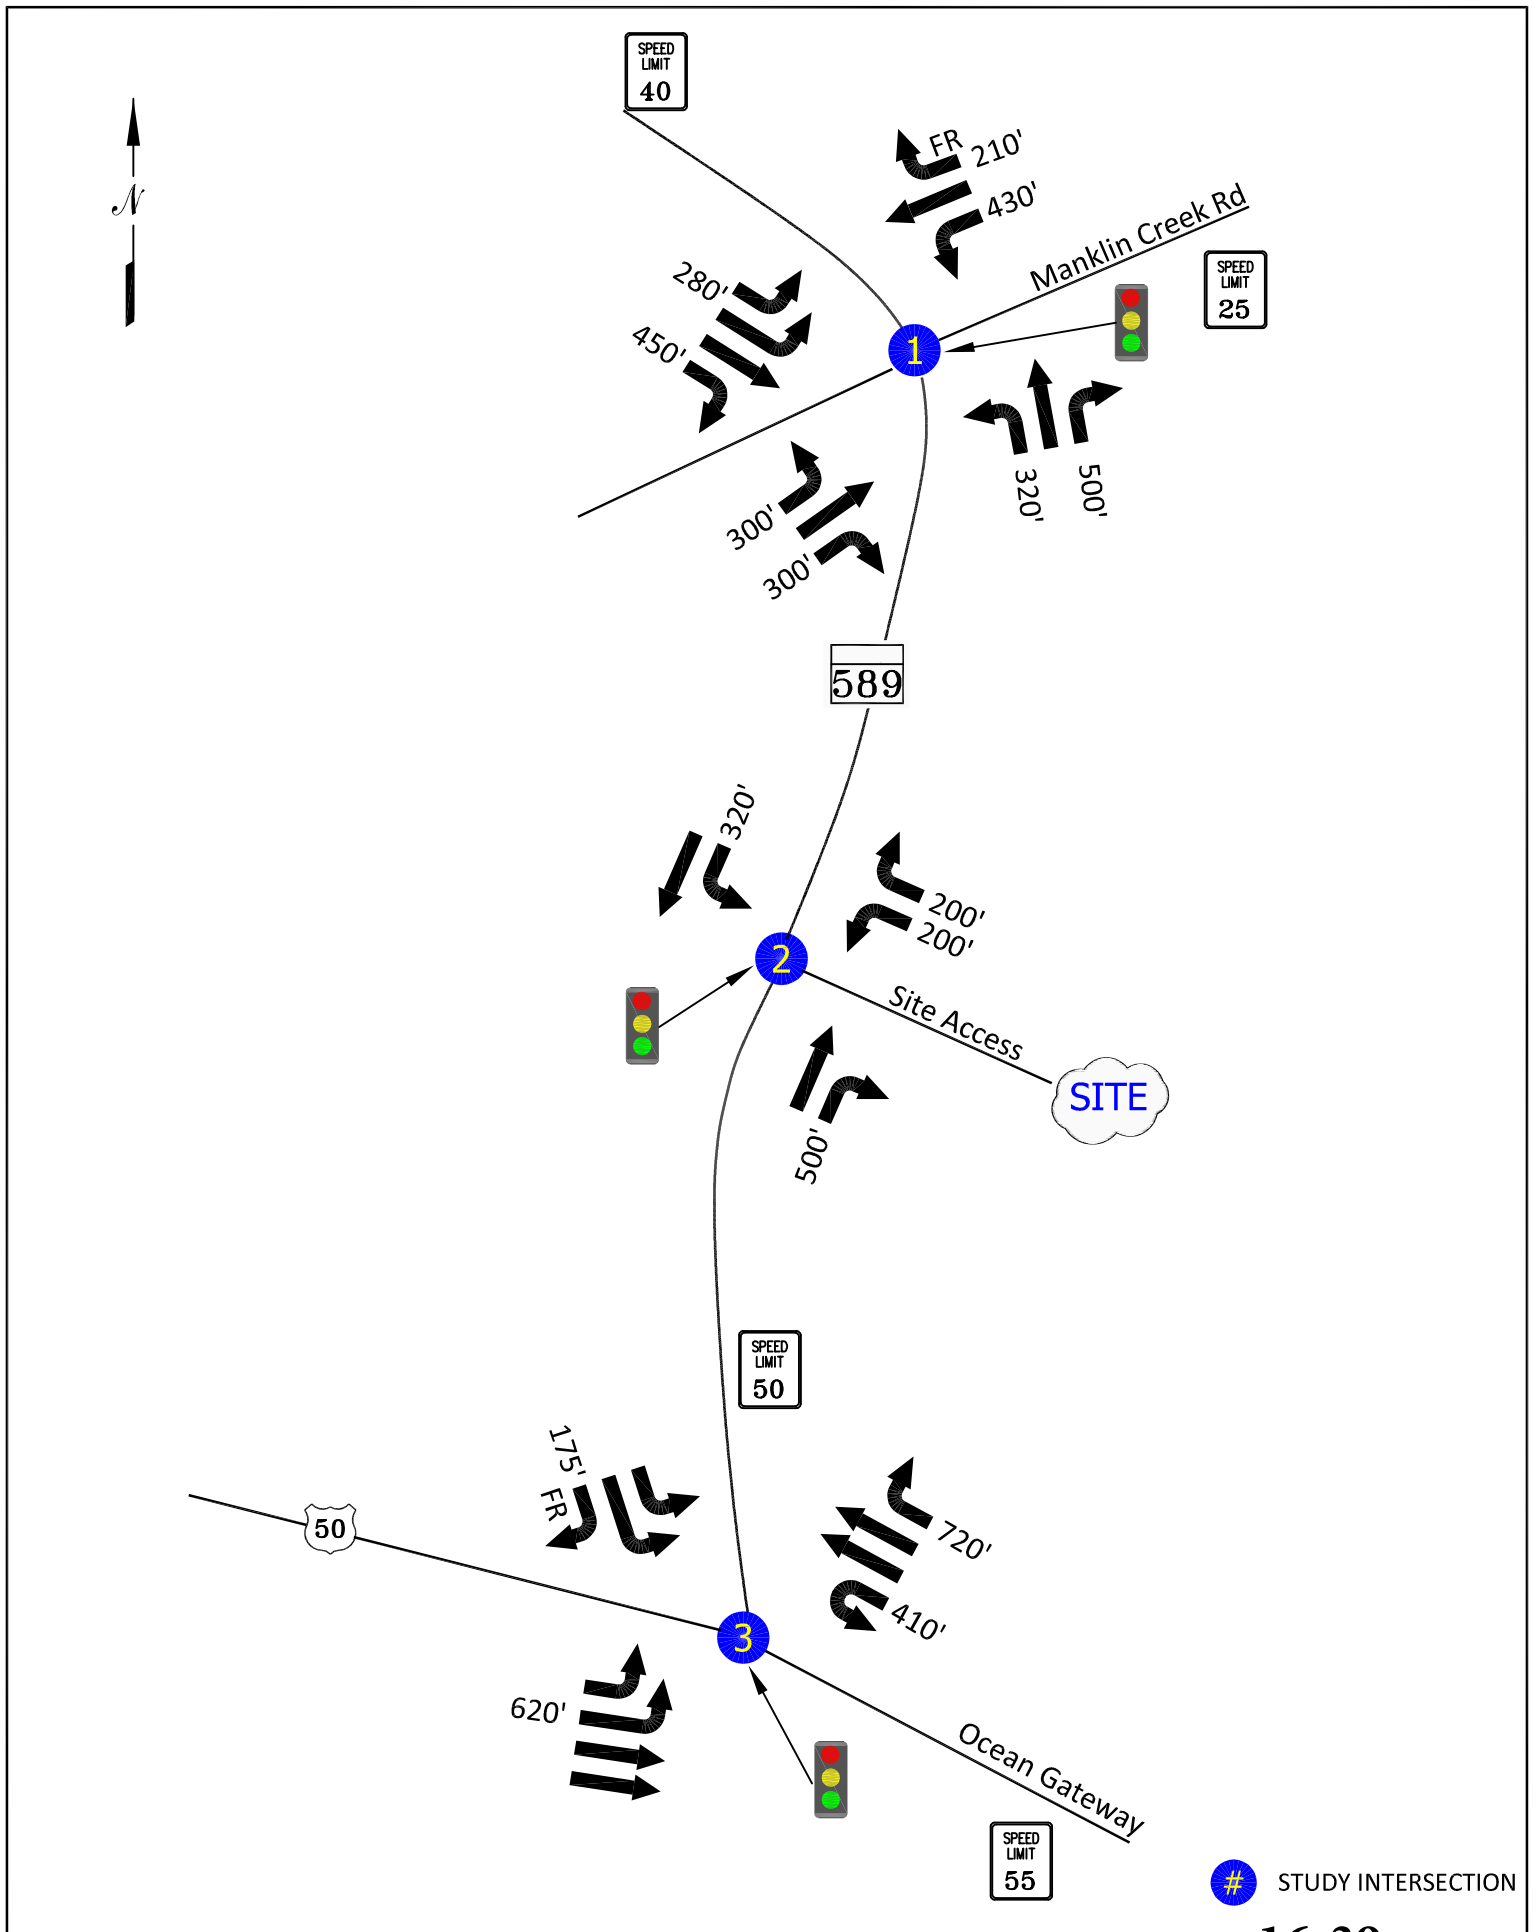 SPEED
LIMIT
40
N
FR
210'
430'
Manklin Creek Rd
SPEED
LIMIT
25
280'
450'
1
320'
500'
300'
300'
589
320'
200'
200'
2
Site Access
SITE
500'
SPEED
LIMIT
50
175'
FR
50
720'
410'
3
620'
Ocean Gateway
SPEED
LIMIT
55
# STUDY INTERSECTION